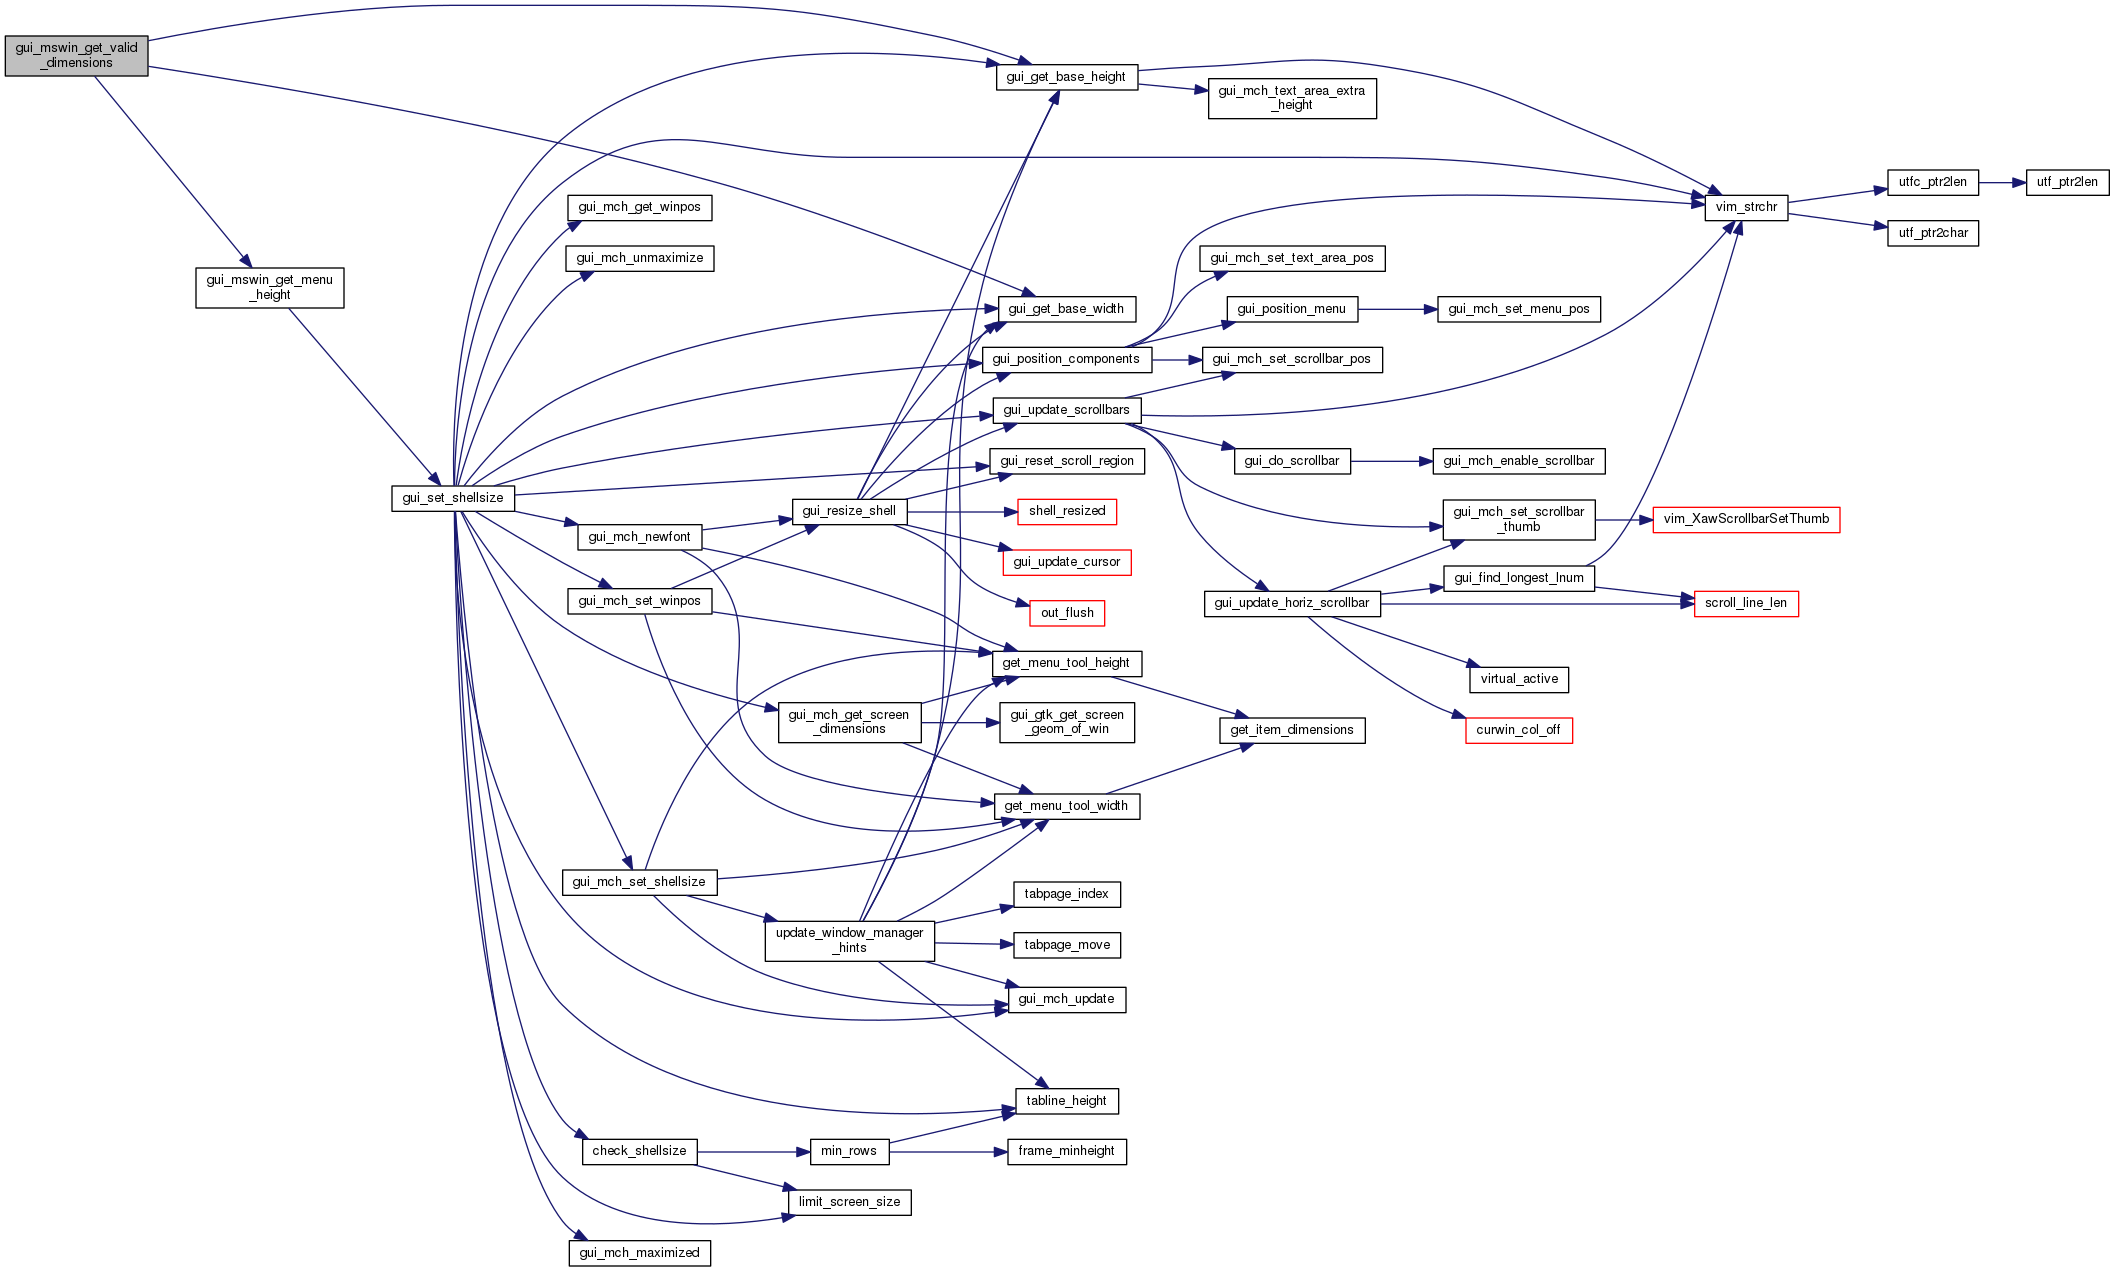 gui_mswin_get_valid
_dimensions
gui_mswin_get_menu
_height
gui_set_shellsize
gui_mch_get_winpos
gui_mch_unmaximize
gui_mch_newfont
gui_mch_set_winpos
gui_mch_set_shellsize
check_shellsize
gui_mch_maximized
gui_resize_shell
gui_mch_get_screen
_dimensions
update_window_manager
_hints
min_rows
limit_screen_size
gui_get_base_height
gui_get_base_width
gui_position_components
gui_update_scrollbars
gui_reset_scroll_region
shell_resized
gui_update_cursor
out_flush
get_menu_tool_height
gui_gtk_get_screen
_geom_of_win
get_menu_tool_width
tabpage_index
tabpage_move
gui_mch_update
tabline_height
frame_minheight
gui_mch_text_area_extra
_height
gui_mch_set_text_area_pos
gui_position_menu
gui_mch_set_scrollbar_pos
gui_do_scrollbar
gui_update_horiz_scrollbar
get_item_dimensions
gui_mch_set_menu_pos
gui_mch_enable_scrollbar
gui_mch_set_scrollbar
_thumb
gui_find_longest_lnum
virtual_active
curwin_col_off
vim_strchr
vim_XawScrollbarSetThumb
scroll_line_len
utfc_ptr2len
utf_ptr2char
utf_ptr2len